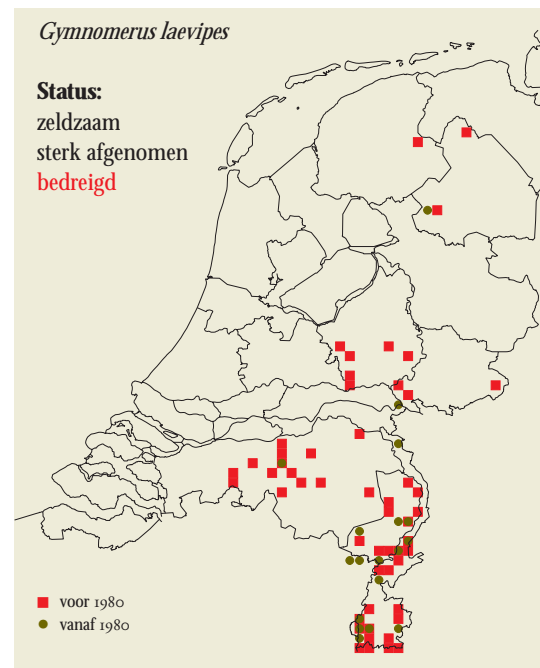 Gymnomerus laevipes
Status:
zeldzaam
sterk afgenomen
bedreigd
voor 1980
vanaf 1980